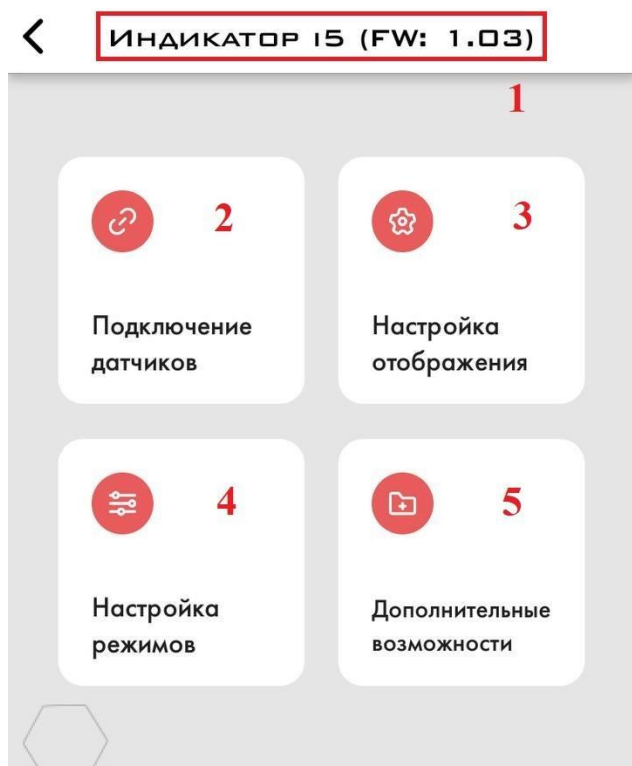 Индикатор i5 (FW: 1.03)
1
2
3
Подключение
датчиков
Настройка
отображения
4
5
Настройка
режимов
Дополнительные
возможности